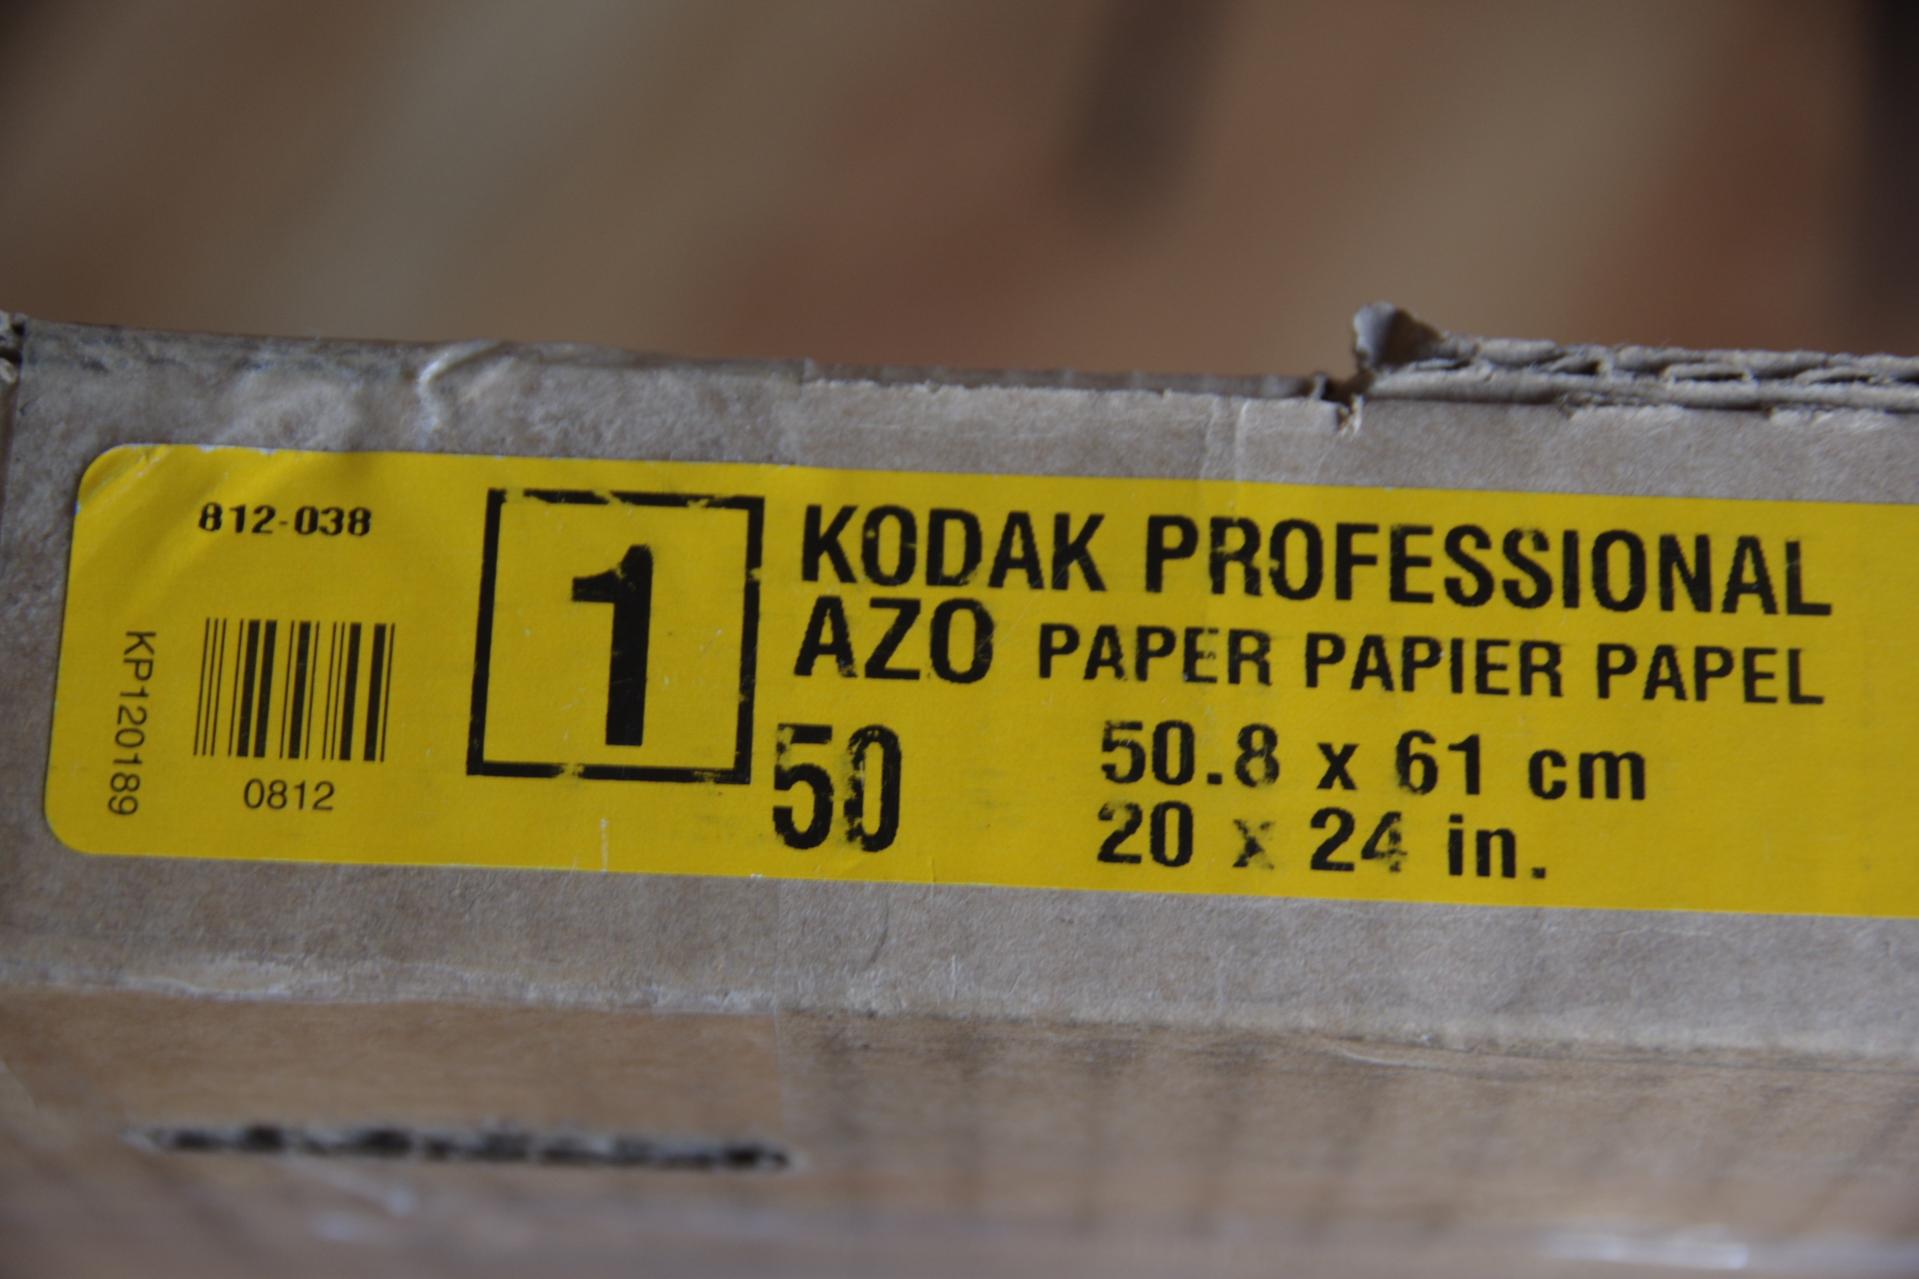 812-038
KP120189
0812
1
KODAK PROFESSIONAL
AZO PAPER PAPIER PAPEL
50 50.8 x 61 cm
20 x 24 in.